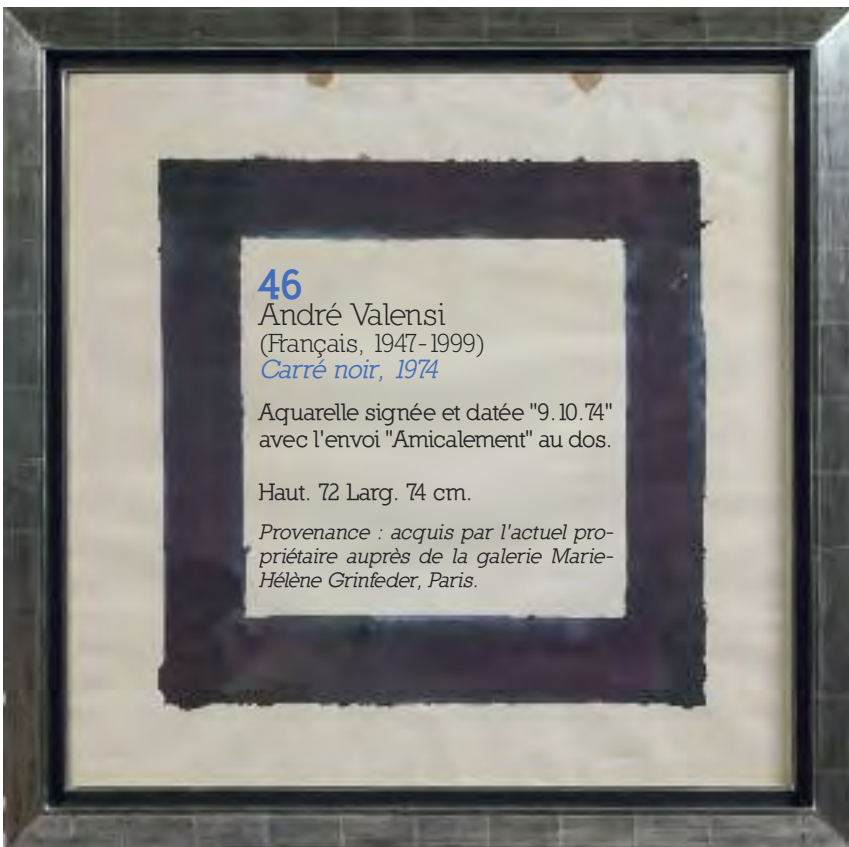 46
André Valensi
(Français, 1947-1999)
Carré noir, 1974
Aquarelle signée et datée "9.10.74"
avec l'envoi "Amicalement" au dos.
Haut. 72 Larg. 74 cm.
Provenance : acquis par l'actuel pro-
priétaire auprès de la galerie Marie-
Hélène Grinfeder, Paris.